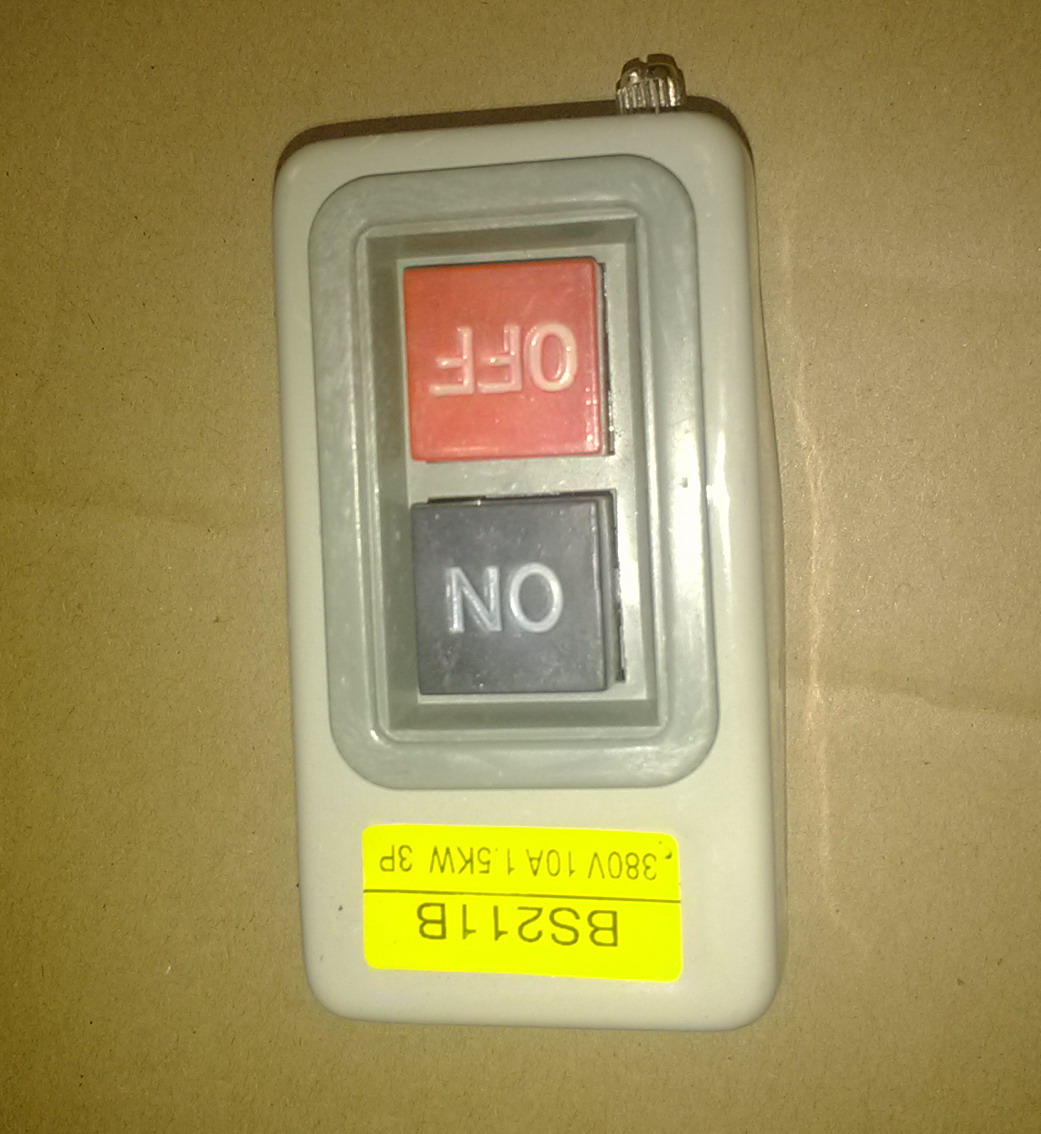 BS211B
380V 10A 1.5KW 3P
ON
OFF